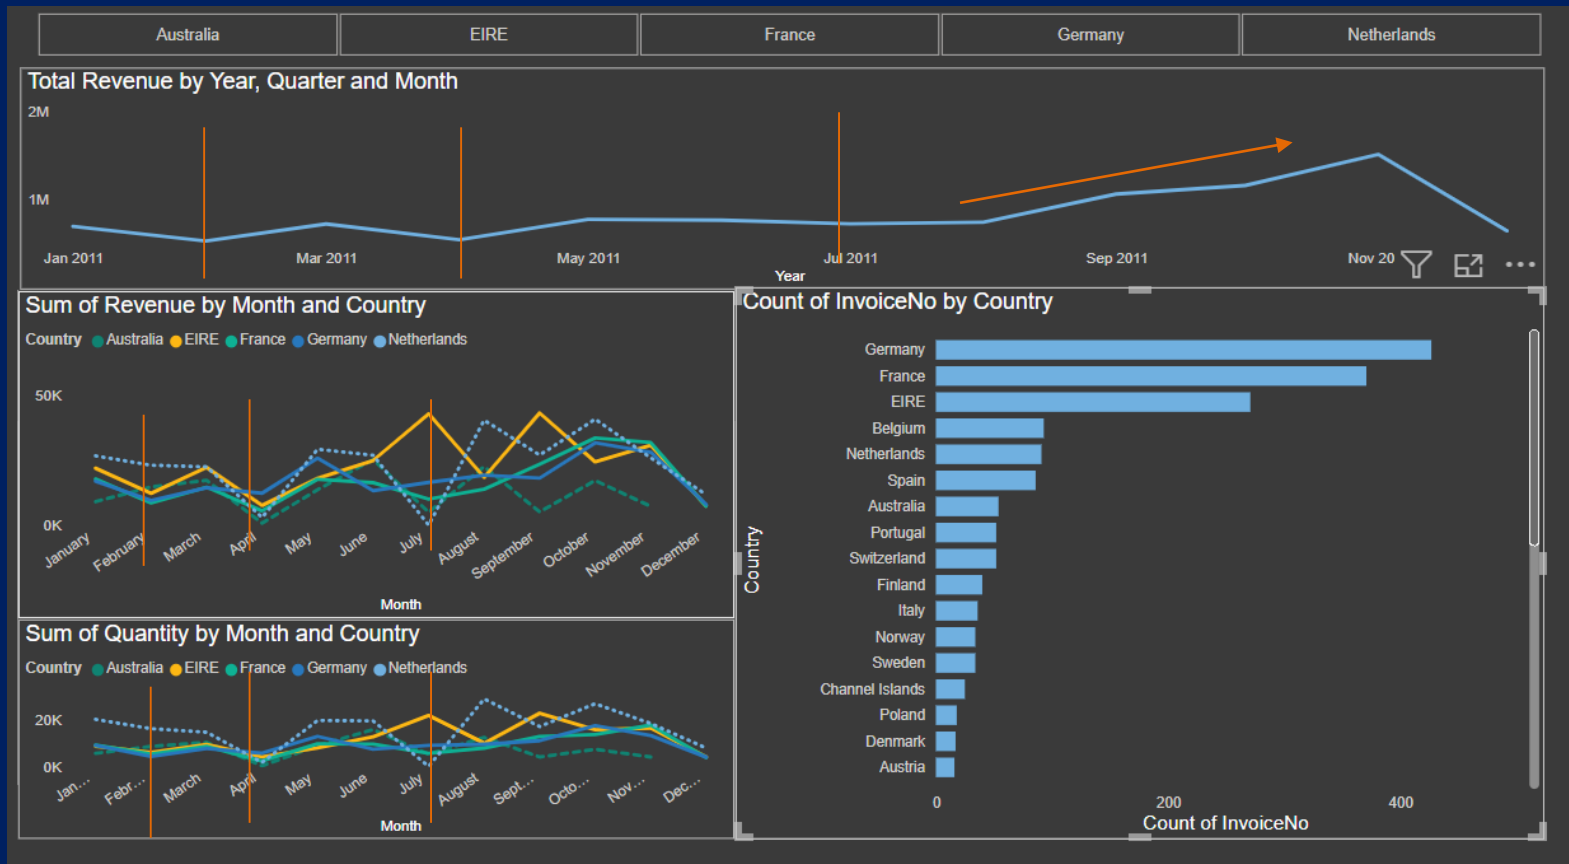 Australia EIRE France Germany Netherlands
Total Revenue by Year, Quarter and Month
2M
1M
Jan 2011 Mar 2011 May 2011 Jul 2011 Sep 2011 Nov 20
Year
Sum of Revenue by Month and Country
Country Australia EIRE France Germany Netherlands
50K
0K
January February March April May June July August September October November December
Month
Sum of Quantity by Month and Country
Country Australia EIRE France Germany Netherlands
20K
0K
Jan... Febr... March April May June July August Sept... Octo... Nov... Dec...
Month
Count of InvoiceNo by Country
Country
Germany
France
EIRE
Belgium
Netherlands
Spain
Australia
Portugal
Switzerland
Finland
Italy
Norway
Sweden
Channel Islands
Poland
Denmark
Austria
0 200 400
Count of InvoiceNo